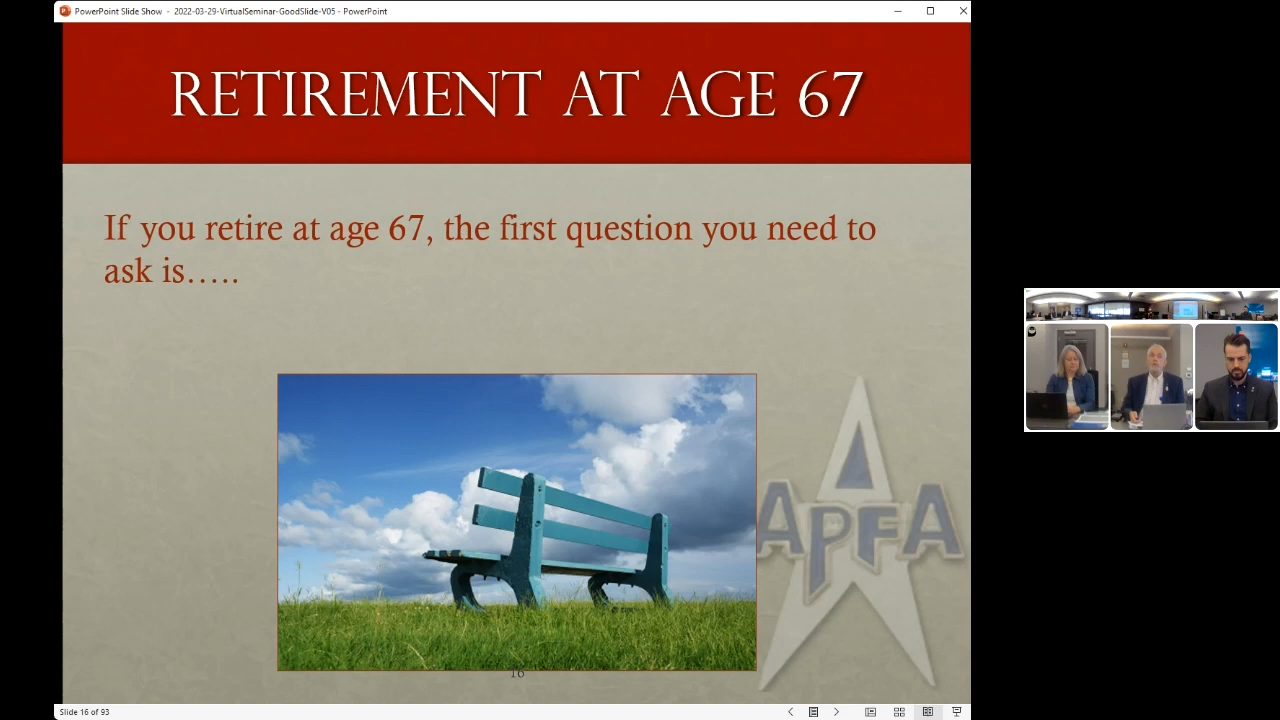 PowerPoint Slide Show - 2022-03-29-VirtualSeminar-GoodSlide-V05 - PowerPoint
RETIREMENT AT AGE 67
If you retire at age 67, the first question you need to
ask is.....
APFA
16
Slide 16 of 93